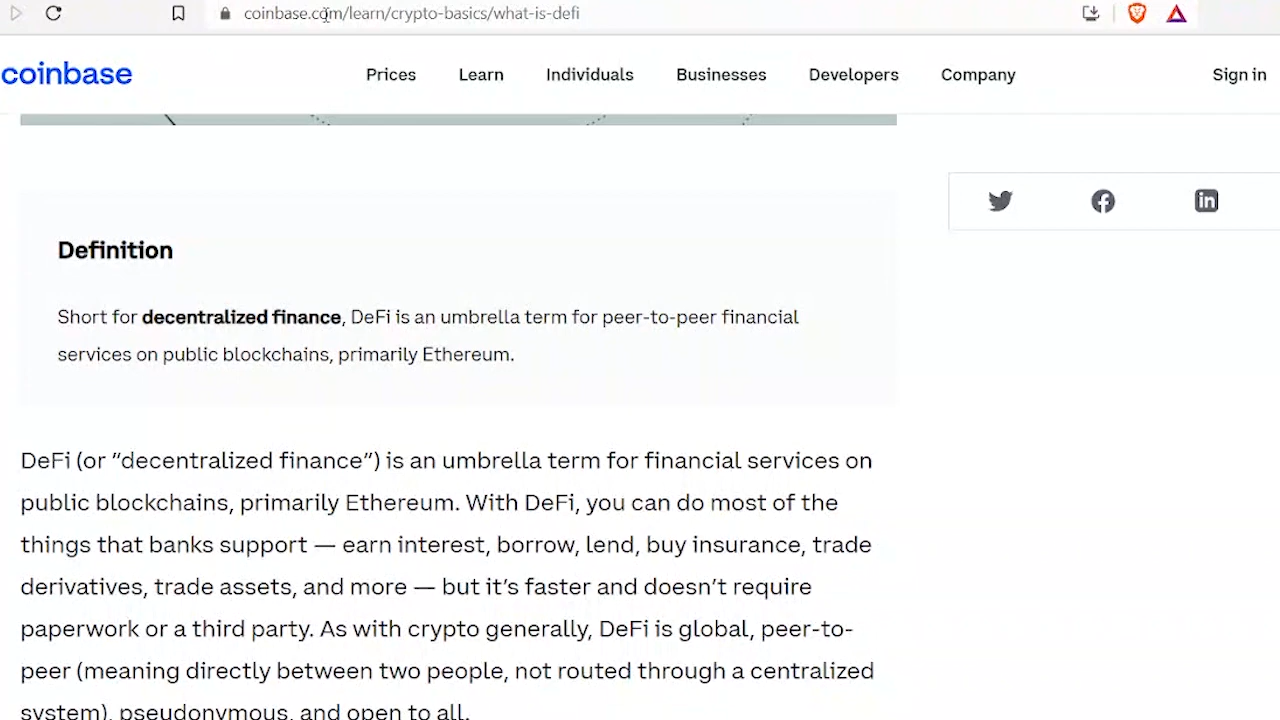 coinbase.com/learn/crypto-basics/what-is-defi
coinbase
Prices
Learn
Individuals
Businesses
Developers
Company
Sign in
Definition
Short for decentralized finance, DeFi is an umbrella term for peer-to-peer financial
services on public blockchains, primarily Ethereum.
DeFi (or “decentralized finance”) is an umbrella term for financial services on
public blockchains, primarily Ethereum. With DeFi, you can do most of the
things that banks support — earn interest, borrow, lend, buy insurance, trade
derivatives, trade assets, and more — but it’s faster and doesn’t require
paperwork or a third party. As with crypto generally, DeFi is global, peer-to-
peer (meaning directly between two people, not routed through a centralized
system), pseudonymous, and open to all.